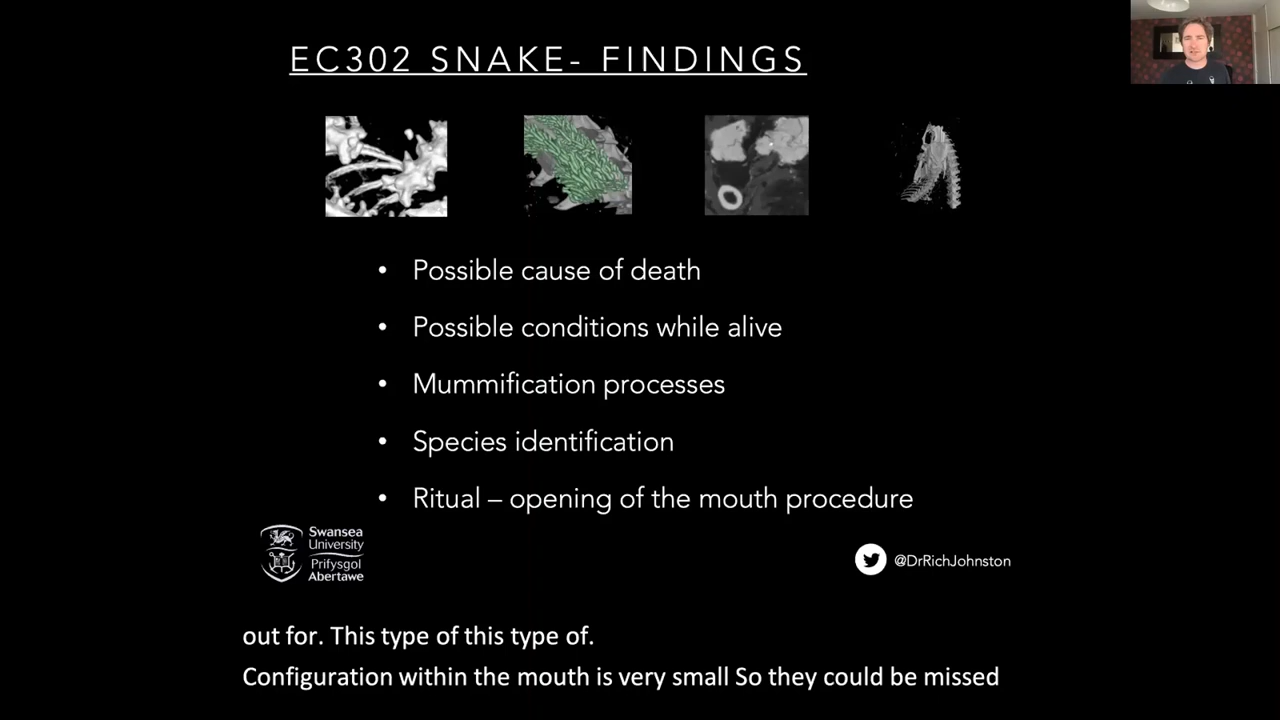 EC302 SNAKE- FINDINGS
• Possible cause of death
• Possible conditions while alive
• Mummification processes
• Species identification
• Ritual – opening of the mouth procedure
Swansea
University
Prifysgol
Abertawe
@DrRichJohnston
out for. This type of this type of.
Configuration within the mouth is very small So they could be missed